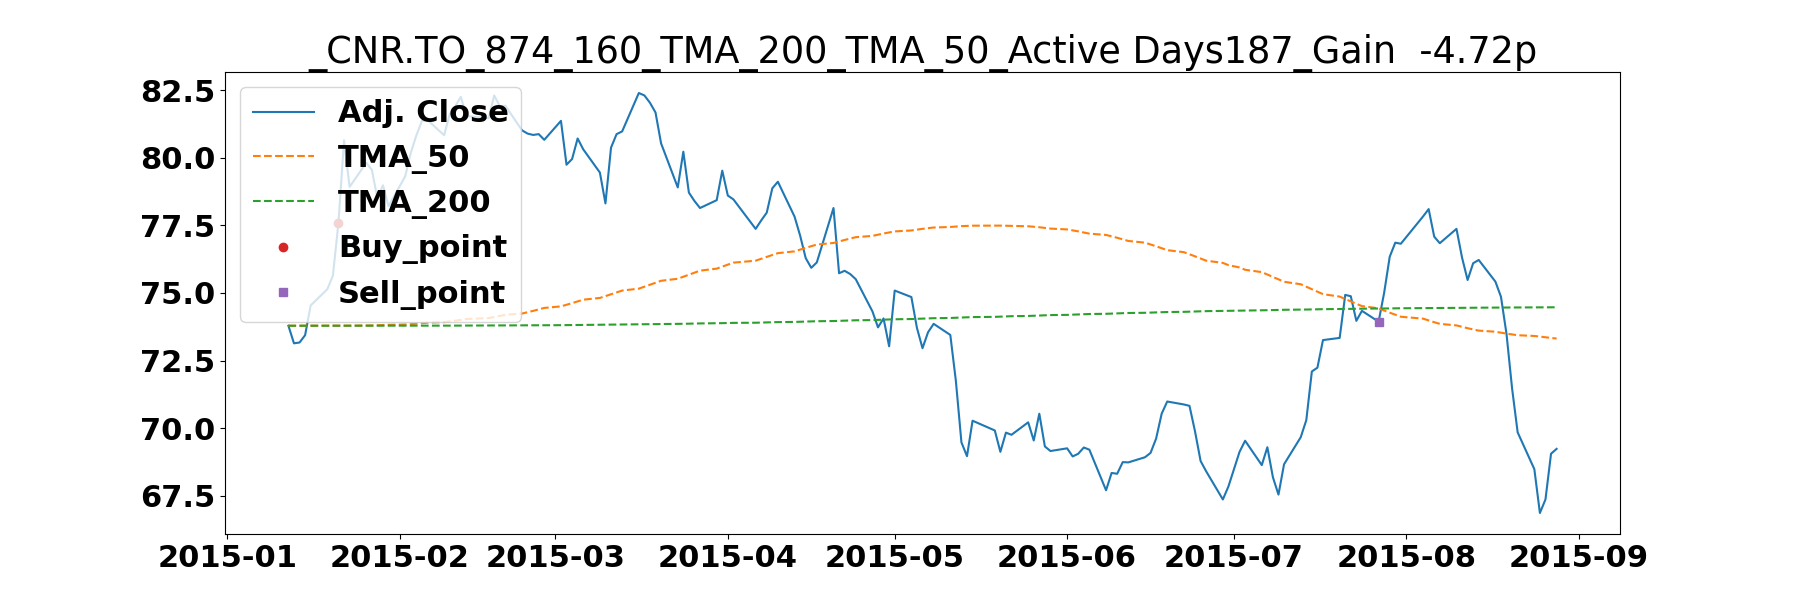 _CNR.TO_874_160_TMA_200_TMA_50_Active Days187_Gain  -4.72p
82.5
80.0
77.5
75.0
72.5
70.0
67.5
Adj. Close
TMA_50
TMA_200
Buy_point
Sell_point
2015-01 2015-02 2015-03 2015-04 2015-05 2015-06 2015-07 2015-08 2015-09